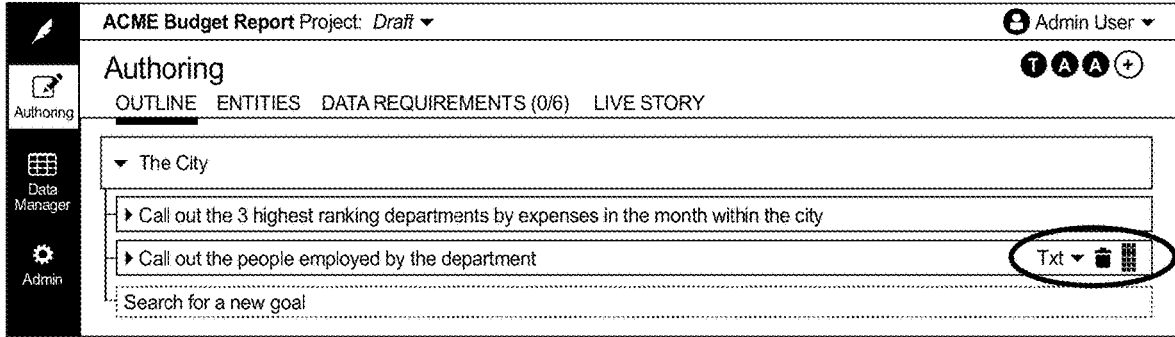 ACME Budget Report Project: Draft
Admin User
Authoring
T A A +
OUTLINE ENTITIES DATA REQUIREMENTS (0/6) LIVE STORY
Authoring
Data
Manager
Admin
The City
Call out the 3 highest ranking departments by expenses in the month within the city
Call out the people employed by the department
Txt
Search for a new goal